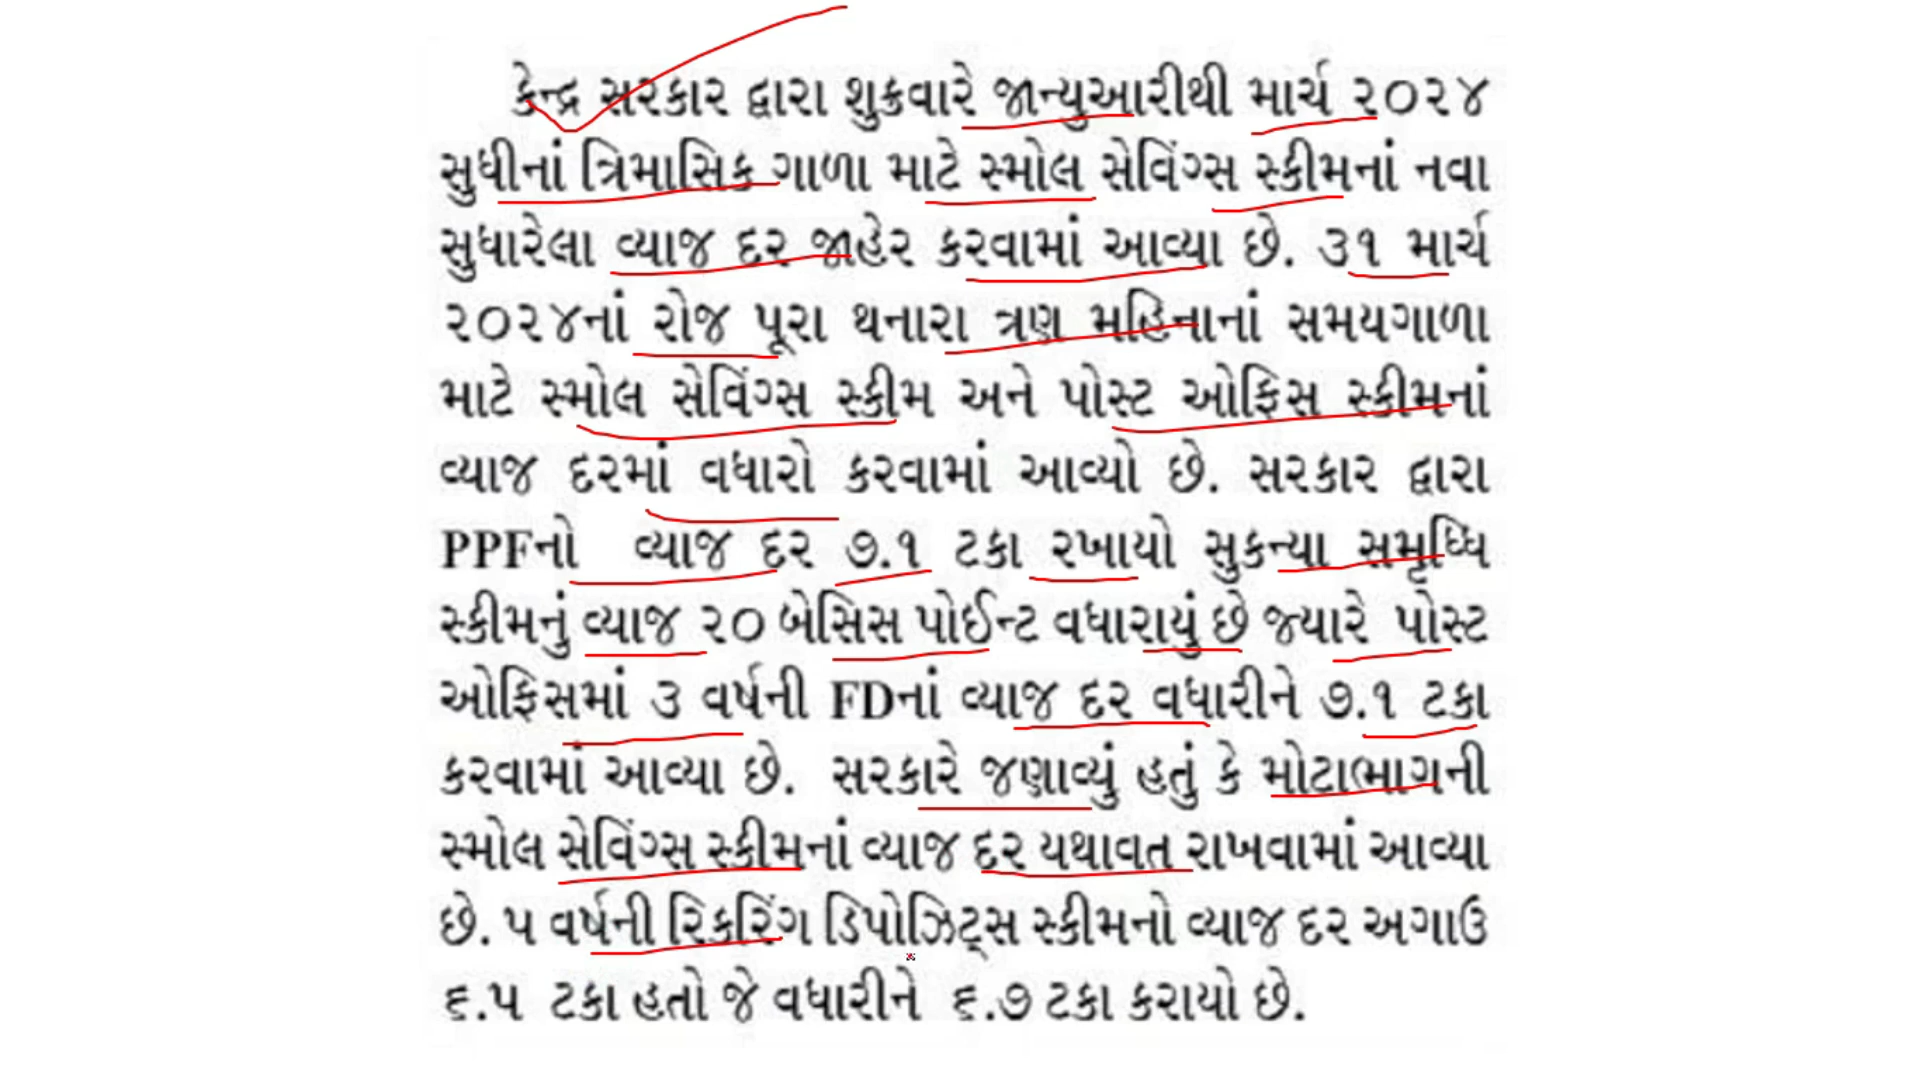 કેન્દ્ર સરકાર દ્વારા શુક્રવારે જાન્યુઆરીથી માર્ચ ૨૦૨૪
સુધીનાં ત્રિમાસિક ગાળા માટે સ્મોલ સેવિંગ્સ સ્કીમનાં નવા
સુધારેલા વ્યાજ દર જાહેર કરવામાં આવ્યા છે. ૩૧ માર્ચ
૨૦૨૪નાં રોજ પૂરા થનારા ત્રણ મહિનાનાં સમયગાળા
માટે સ્મોલ સેવિંગ્સ સ્કીમ અને પોસ્ટ ઓફિસ સ્કીમનાં
વ્યાજ દરમાં વધારો કરવામાં આવ્યો છે. સરકાર દ્વારા
PPFનો વ્યાજ દર ૭.૧ ટકા રખાયો સુકન્યા સમૃધ્ધિ
સ્કીમનું વ્યાજ ૨૦ બેસિસ પોઈન્ટ વધારાયું છે જ્યારે પોસ્ટ
ઓફિસમાં ૩ વર્ષની FDનાં વ્યાજ દર વધારીને ૭.૧ ટકા
કરવામાં આવ્યા છે. સરકારે જણાવ્યું હતું કે મોટાભાગની
સ્મોલ સેવિંગ્સ સ્કીમનાં વ્યાજ દર યથાવત રાખવામાં આવ્યા
છે. ૫ વર્ષની રિકરિંગ ડિપોઝિટ્સ સ્કીમનો વ્યાજ દર અગાઉ
૬.૫ ટકા હતો જે વધારીને ૬.૭ ટકા કરાયો છે.